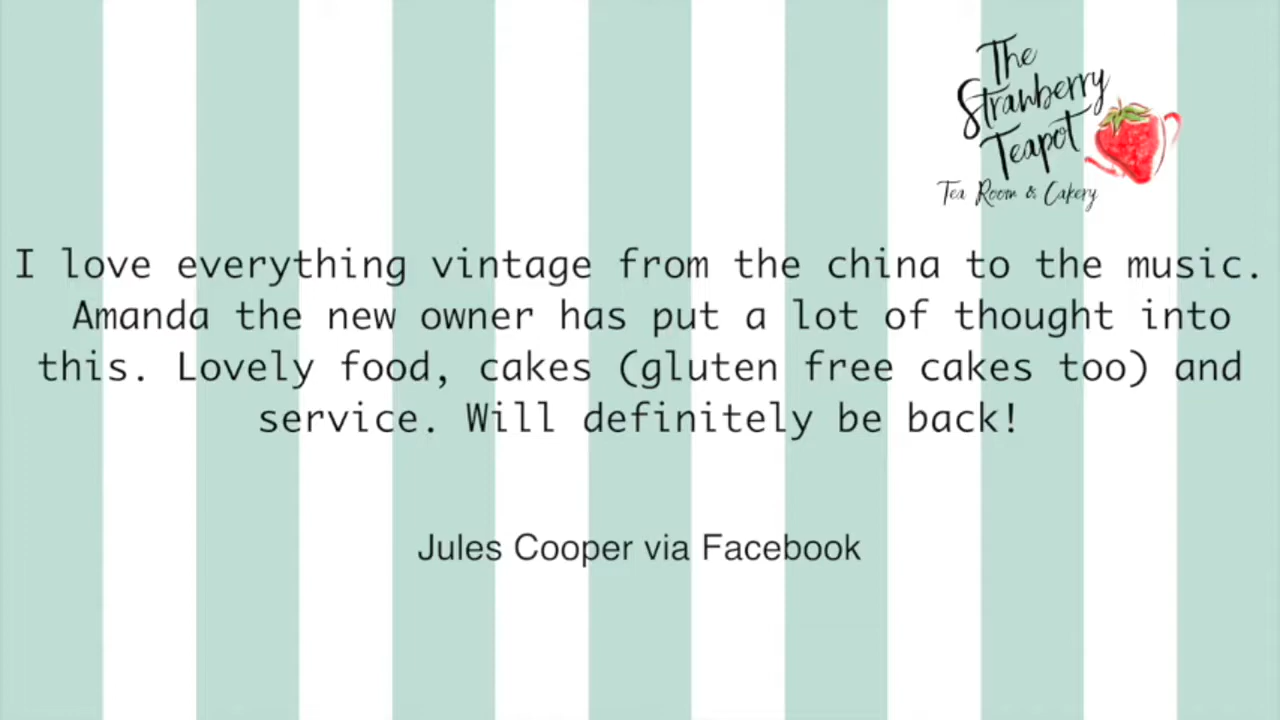 The
Strawberry
Teapot
Tea Room & Cakery
I love everything vintage from the china to the music.
Amanda the new owner has put a lot of thought into
this. Lovely food, cakes (gluten free cakes too) and
service. Will definitely be back!
Jules Cooper via Facebook